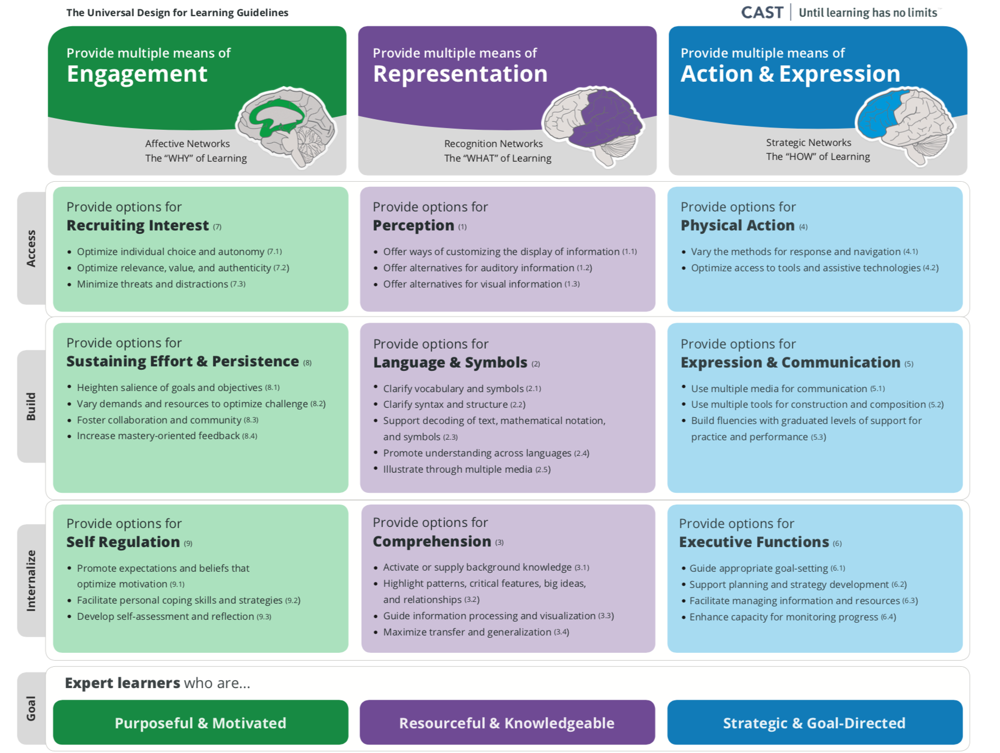 The Universal Design for Learning Guidelines
CAST | Until learning has no limits
Provide multiple means of
Engagement
Affective Networks
The “WHY” of Learning
Provide multiple means of
Representation
Recognition Networks
The “WHAT” of Learning
Provide multiple means of
Action & Expression
Strategic Networks
The “HOW” of Learning
Access
Provide options for
Recruiting Interest (7)
• Optimize individual choice and autonomy (7.1)
• Optimize relevance, value, and authenticity (7.2)
• Minimize threats and distractions (7.3)
Provide options for
Perception (1)
• Offer ways of customizing the display of information (1.1)
• Offer alternatives for auditory information (1.2)
• Offer alternatives for visual information (1.3)
Provide options for
Physical Action (4)
• Vary the methods for response and navigation (4.1)
• Optimize access to tools and assistive technologies (4.2)
Build
Provide options for
Sustaining Effort & Persistence (8)
• Heighten salience of goals and objectives (8.1)
• Vary demands and resources to optimize challenge (8.2)
• Foster collaboration and community (8.3)
• Increase mastery-oriented feedback (8.4)
Provide options for
Language & Symbols (2)
• Clarify vocabulary and symbols (2.1)
• Clarify syntax and structure (2.2)
• Support decoding of text, mathematical notation,
and symbols (2.3)
• Promote understanding across languages (2.4)
• Illustrate through multiple media (2.5)
Provide options for
Expression & Communication (5)
• Use multiple media for communication (5.1)
• Use multiple tools for construction and composition (5.2)
• Build fluencies with graduated levels of support for
practice and performance (5.3)
Internalize
Provide options for
Self Regulation (9)
• Promote expectations and beliefs that
optimize motivation (9.1)
• Facilitate personal coping skills and strategies (9.2)
• Develop self-assessment and reflection (9.3)
Provide options for
Comprehension (3)
• Activate or supply background knowledge (3.1)
• Highlight patterns, critical features, big ideas,
and relationships (3.2)
• Guide information processing and visualization (3.3)
• Maximize transfer and generalization (3.4)
Provide options for
Executive Functions (6)
• Guide appropriate goal-setting (6.1)
• Support planning and strategy development (6.2)
• Facilitate managing information and resources (6.3)
• Enhance capacity for monitoring progress (6.4)
Goal
Expert learners who are...
Purposeful & Motivated
Resourceful & Knowledgeable
Strategic & Goal-Directed